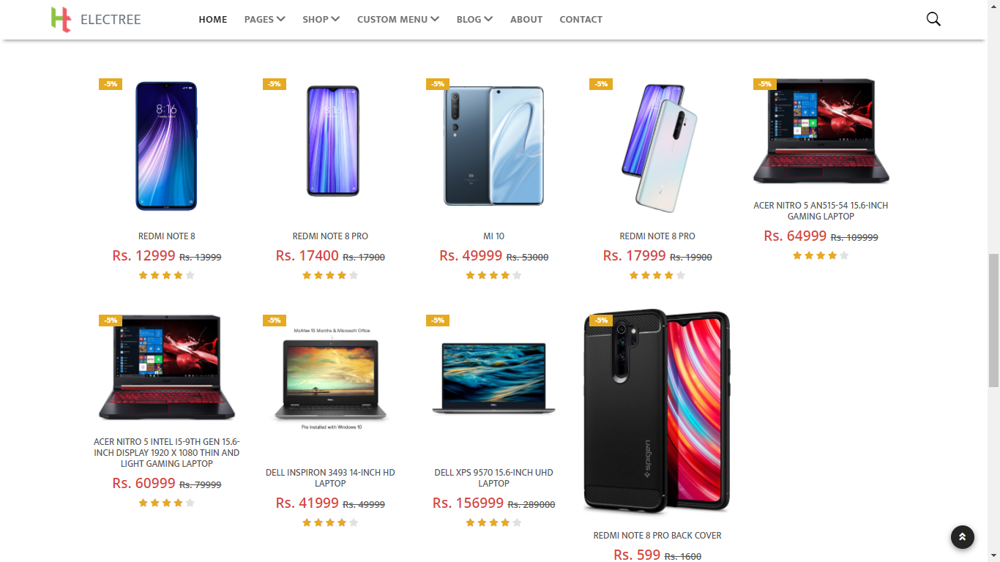 ELECTREE
HOME PAGES SHOP CUSTOM MENU BLOG ABOUT CONTACT
-5% -5% -5% -5% -5%
8:16
8:16
REDMI NOTE 8
Rs. 12999 Rs. 13999
REDMI NOTE 8 PRO
Rs. 17400 Rs. 17900
MI 10
Rs. 49999 Rs. 53000
REDMI NOTE 8 PRO
Rs. 17999 Rs. 19900
ACER NITRO 5 AN515-54 15.6-INCH
GAMING LAPTOP
Rs. 64999 Rs. 109999
-5% -5% -5% -5%
ACER NITRO 5 INTEL I5-9TH GEN 15.6-
INCH DISPLAY 1920 X 1080 THIN AND
LIGHT GAMING LAPTOP
Rs. 60999 Rs. 79999
McAfee 15 Months & Microsoft Office
DELL
Pre Installed with Windows 10
DELL INSPIRON 3493 14-INCH HD
LAPTOP
Rs. 41999 Rs. 49999
DELL
DELL XPS 9570 15.6-INCH UHD
LAPTOP
Rs. 156999 Rs. 289000
spigen
REDMI NOTE 8 PRO BACK COVER
Rs. 599 Rs. 1600